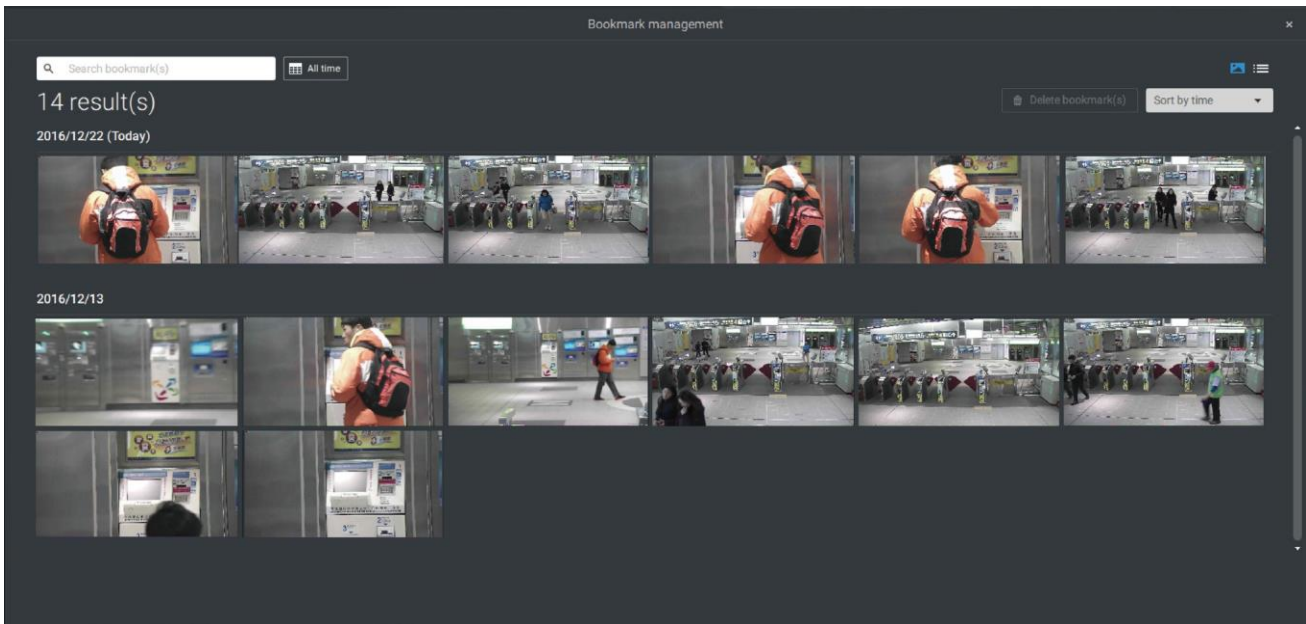 Bookmark management
Search bookmark(s)
All time
14 result(s)
Delete bookmark(s)
Sort by time
2016/12/22 (Today)
2016/12/13